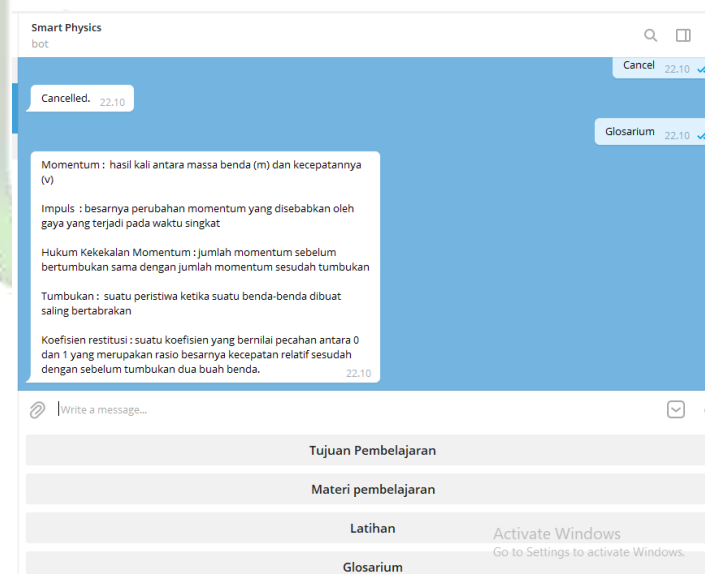 Smart Physics
bot
Cancel 22.10
Cancelled. 22.10
Glosarium 22.10
Momentum : hasil kali antara massa benda (m) dan kecepatannya
(v)
Impuls : besarnya perubahan momentum yang disebabkan oleh
gaya yang terjadi pada waktu singkat
Hukum Kekekalan Momentum : jumlah momentum sebelum
bertumbukan sama dengan jumlah momentum sesudah tumbukan
Tumbukan : suatu peristiwa ketika suatu benda-benda dibuat
saling bertabrakan
Koefisien restitusi : suatu koefisien yang bernilai pecahan antara 0
dan 1 yang merupakan rasio besarnya kecepatan relatif sesudah
dengan sebelum tumbukan dua buah benda. 22.10
Write a message...
Tujuan Pembelajaran
Materi pembelajaran
Latihan
Activate Windows
Go to Settings to activate Windows.
Glosarium